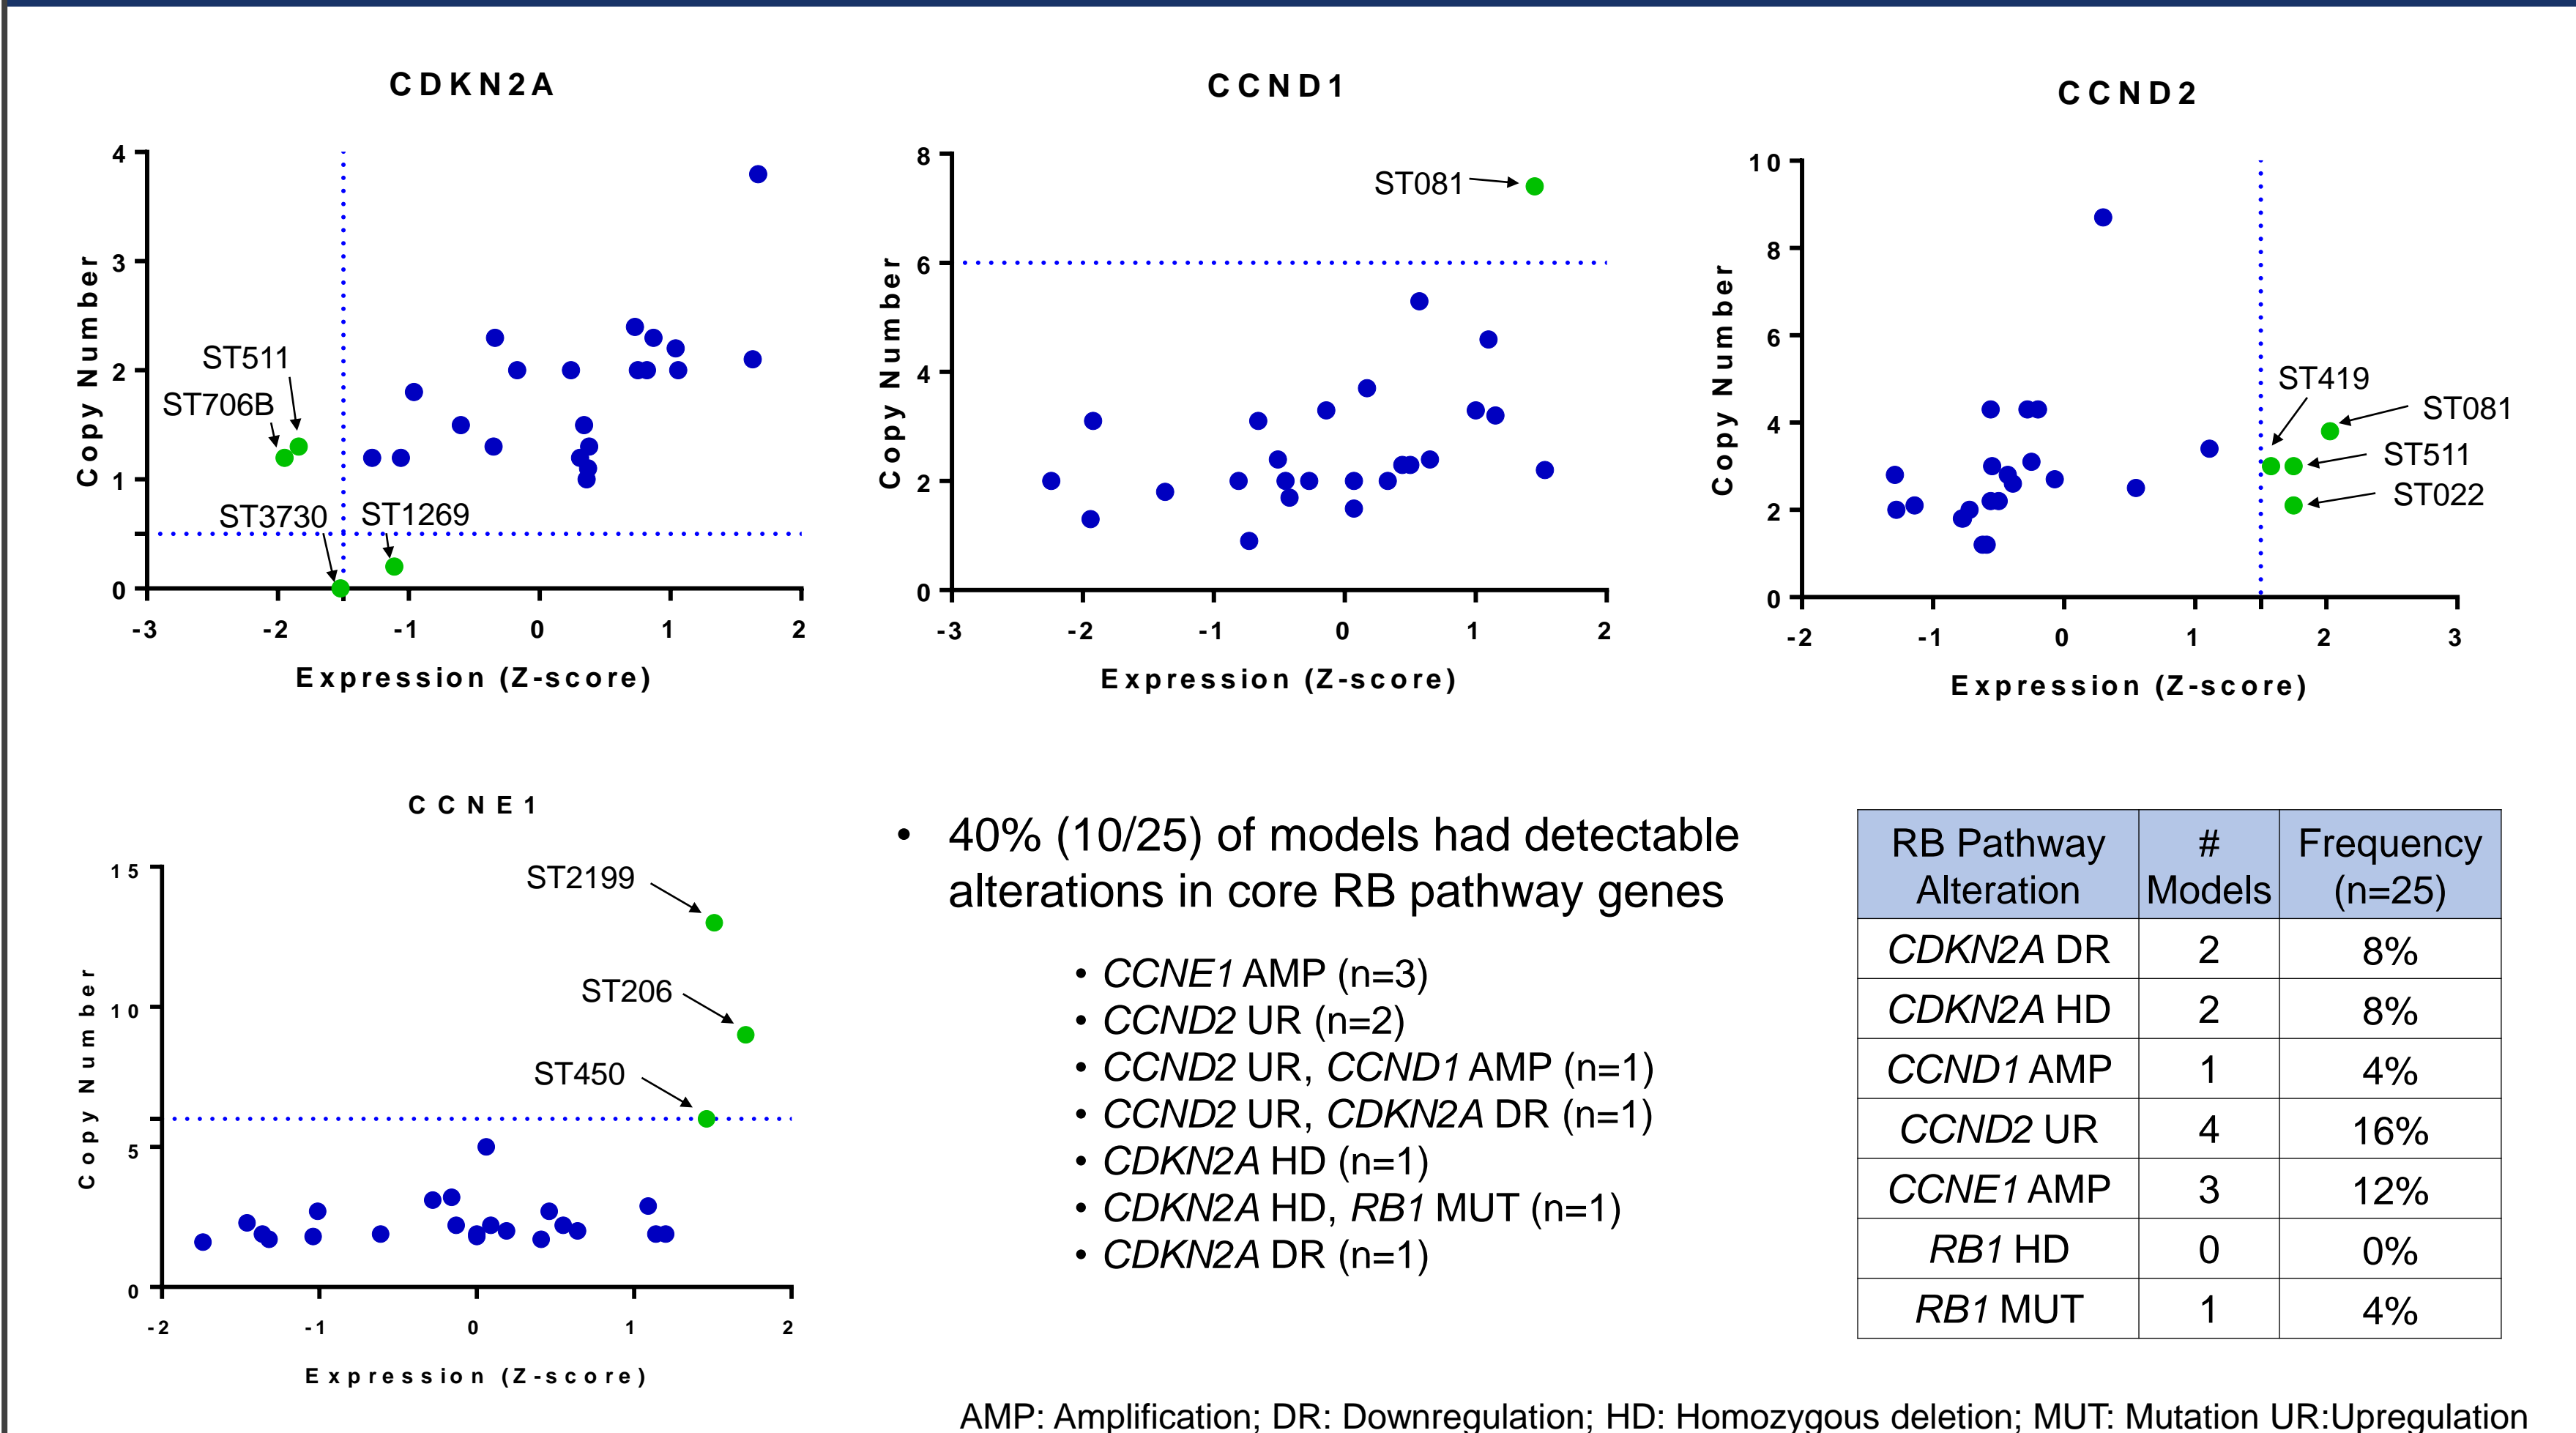 CDKN2A
Copy Number
4
3
2
1
0
ST511
ST706B
ST3730
ST1269
-3 -2 -1 0 1 2
Expression (Z-score)
CCND1
Copy Number
8
6
4
2
0
ST081
-3 -2 -1 0 1 2
Expression (Z-score)
CCND2
Copy Number
10
8
6
4
2
0
ST419
ST081
ST511
ST022
-2 -1 0 1 2 3
Expression (Z-score)
CCNE1
Copy Number
15
10
5
0
ST2199
ST206
ST450
-2 -1 0 1 2
Expression (Z-score)
• 40% (10/25) of models had detectable
alterations in core RB pathway genes
• CCNE1 AMP (n=3)
• CCND2 UR (n=2)
• CCND2 UR, CCND1 AMP (n=1)
• CCND2 UR, CDKN2A DR (n=1)
• CDKN2A HD (n=1)
• CDKN2A HD, RB1 MUT (n=1)
• CDKN2A DR (n=1)
RB Pathway Alteration # Models Frequency (n=25)
CDKN2A DR 2 8%
CDKN2A HD 2 8%
CCND1 AMP 1 4%
CCND2 UR 4 16%
CCNE1 AMP 3 12%
RB1 HD 0 0%
RB1 MUT 1 4%
AMP: Amplification; DR: Downregulation; HD: Homozygous deletion; MUT: Mutation UR:Upregulation